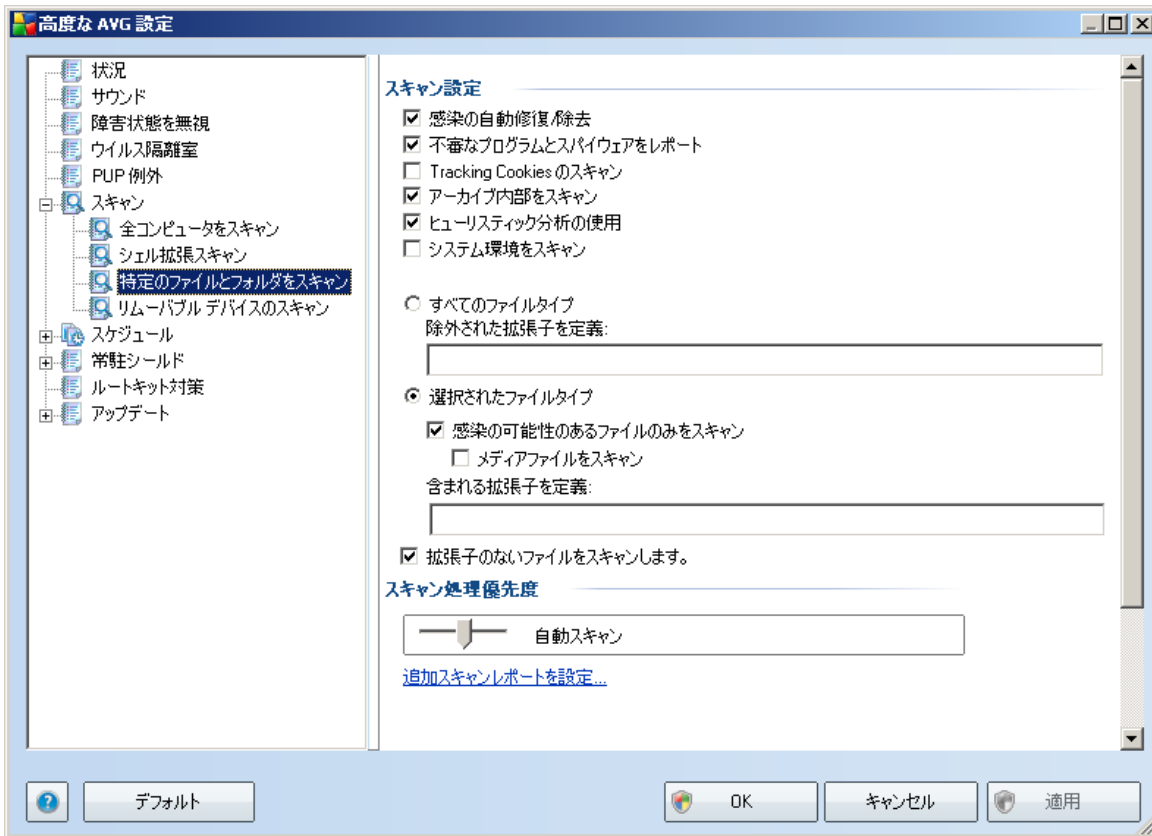 高度な AVG 設定
状況
サウンド
障害状態を無視
ウイルス隔離室
PUP 例外
スキャン
全コンピュータをスキャン
シェル拡張スキャン
特定のファイルとフォルダをスキャン
リムーバブル デバイスのスキャン
スケジュール
常駐シールド
ルートキット対策
アップデート
スキャン設定
感染の自動修復/除去
不審なプログラムとスパイウェアをレポート
Tracking Cookies のスキャン
アーカイブ内部をスキャン
ヒューリスティック分析の使用
システム環境をスキャン
すべてのファイルタイプ
除外された拡張子を定義:
選択されたファイルタイプ
感染の可能性のあるファイルのみをスキャン
メディアファイルをスキャン
含まれる拡張子を定義:
拡張子のないファイルをスキャンします。
スキャン処理優先度
自動スキャン
追加スキャンレポートを設定...
デフォルト
OK
キャンセル
適用